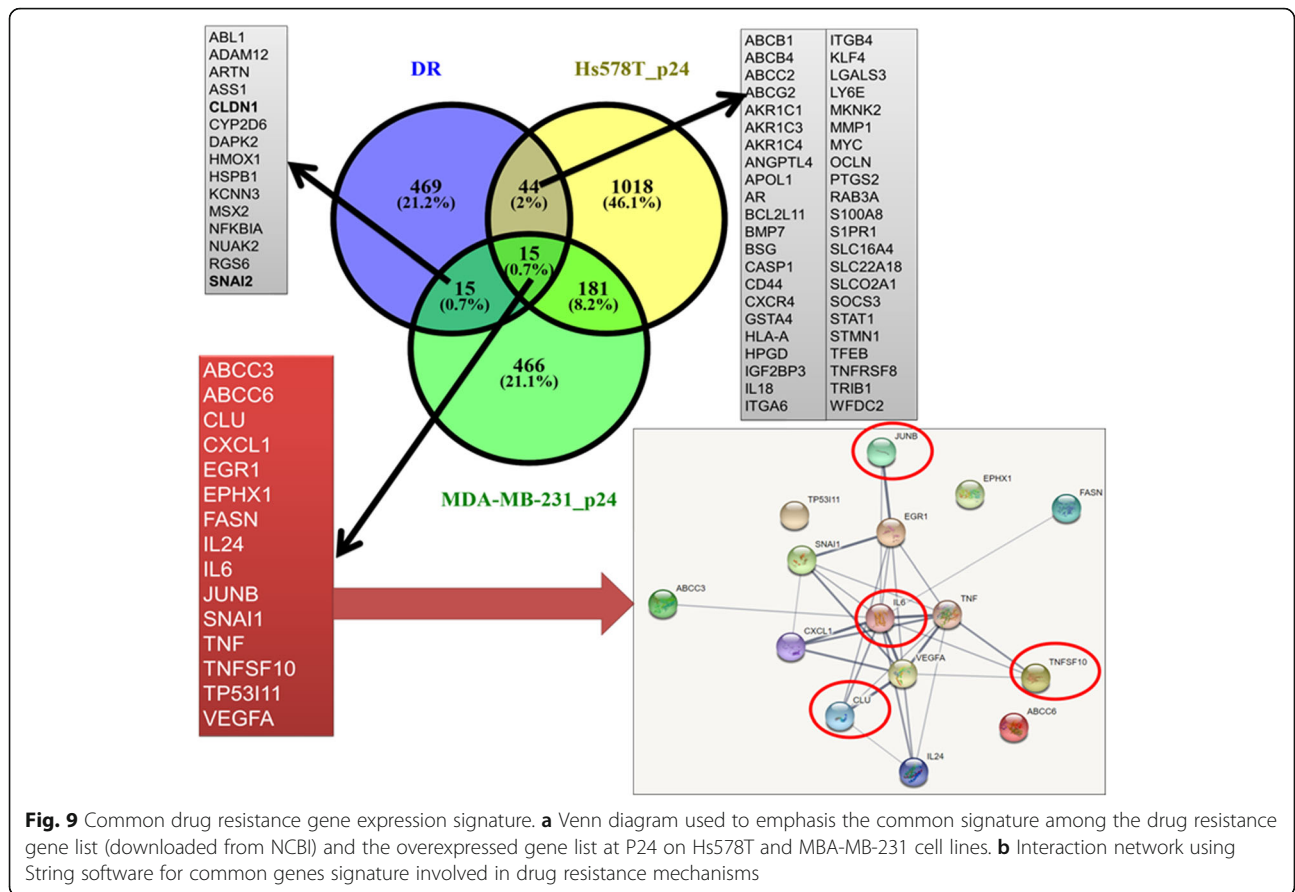 ABL1
ADAM12
ARTN
ASS1
CLDN1
CYP2D6
DAPK2
HMOX1
HSPB1
KCNN3
MSX2
NFKBIA
NUAK2
RGS6
SNAI2
DR
Hs578T_p24
469
(21.2%)
44
(2%)
1018
(46.1%)
15
(0.7%)
15
(0.7%)
181
(8.2%)
466
(21.1%)
MDA-MB-231_p24
ABCB1
ABCB4
ABCC2
ABCG2
AKR1C1
AKR1C3
AKR1C4
ANGPTL4
APOL1
AR
BCL2L11
BMP7
BSG
CASP1
CD44
CXCR4
GSTA4
HLA-A
HPGD
IGF2BP3
IL18
ITGA6
ITGB4
KLF4
LGALS3
LY6E
MKNK2
MMP1
MYC
OCLN
PTGS2
RAB3A
S100A8
S1PR1
SLC16A4
SLC22A18
SLCO2A1
SOCS3
STAT1
STMN1
TFEB
TNFRSF8
TRIB1
WFDC2
ABCC3
ABCC6
CLU
CXCL1
EGR1
EPHX1
FASN
IL24
IL6
JUNB
SNAI1
TNF
TNFSF10
TP53I11
VEGFA
JUNB
EPHX1
TP53I11
FASN
EGR1
SNAI1
ABCC3
IL6
TNF
CXCL1
VEGFA
TNFSF10
CLU
ABCC6
IL24
Fig. 9 Common drug resistance gene expression signature. a Venn diagram used to emphasis the common signature among the drug resistance
gene list (downloaded from NCBI) and the overexpressed gene list at P24 on Hs578T and MBA-MB-231 cell lines. b Interaction network using
String software for common genes signature involved in drug resistance mechanisms